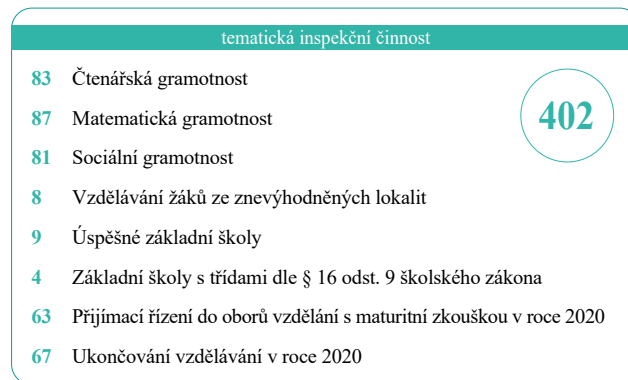 tematická inspekční činnost
83 Čtenářská gramotnost
87 Matematická gramotnost
402
81 Sociální gramotnost
8 Vzdělávání žáků ze znevýhodněných lokalit
9 Úspěšné základní školy
4 Základní školy s třídami dle § 16 odst. 9 školského zákona
63 Přijímací řízení do oborů vzdělání s maturitní zkouškou v roce 2020
67 Ukončování vzdělávání v roce 2020